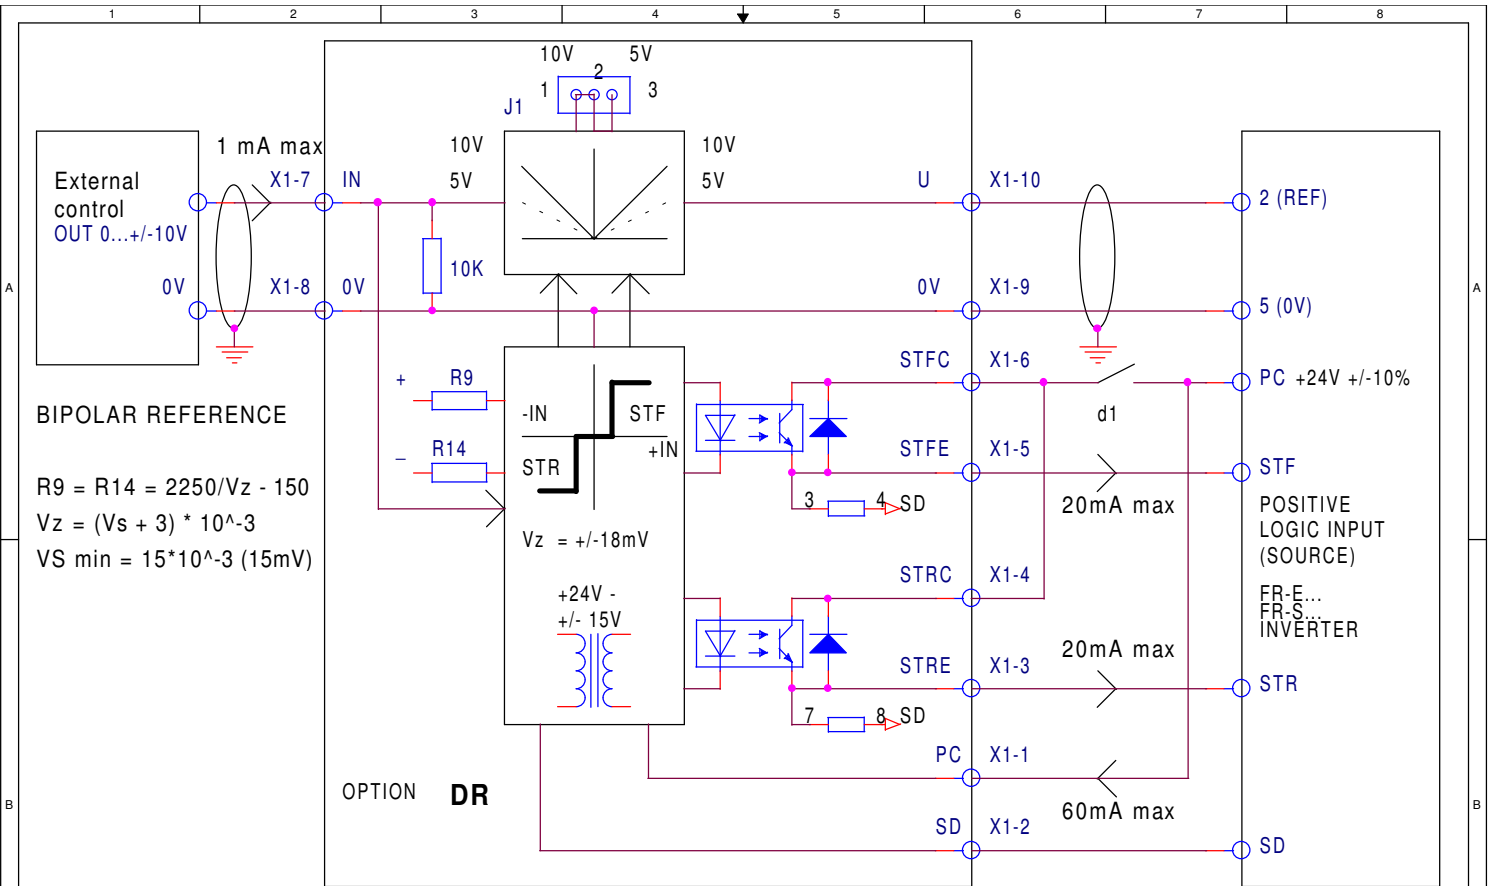 1 2 3 4 5 6 7 8
10V 5V
2
1 3
J1
1 mA max
10V 10V
External
control
OUT 0...+/-10V
X1-7 IN
5V 5V
U X1-10
2 (REF)
10K
A A
0V X1-8 0V
0V X1-9
5 (0V)
STFC X1-6
PC +24V +/-10%
+ R9
-IN STF
d1
BIPOLAR REFERENCE
– R14
STR +IN
STFE X1-5
STF
R9 = R14 = 2250/Vz - 150
3 4 SD
20mA max
POSITIVE
LOGIC INPUT
(SOURCE)
Vz = (Vs + 3) * 10^-3
Vz = +/-18mV
VS min = 15*10^-3 (15mV)
STRC X1-4
+24V -
+/- 15V
FR-E...
FR-S...
INVERTER
20mA max
STRE X1-3
STR
7 8 SD
PC X1-1
OPTION DR
60mA max
B B
SD X1-2
SD